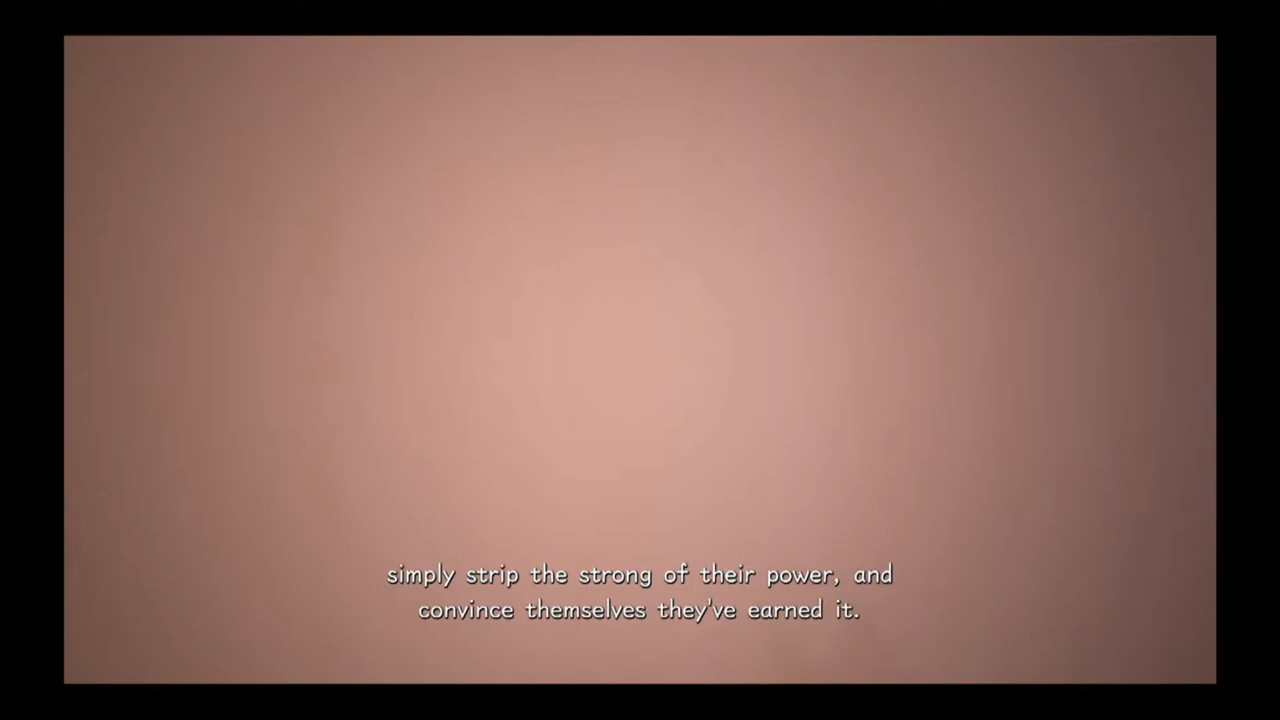 simply strip the strong of their power, and
convince themselves they've earned it.